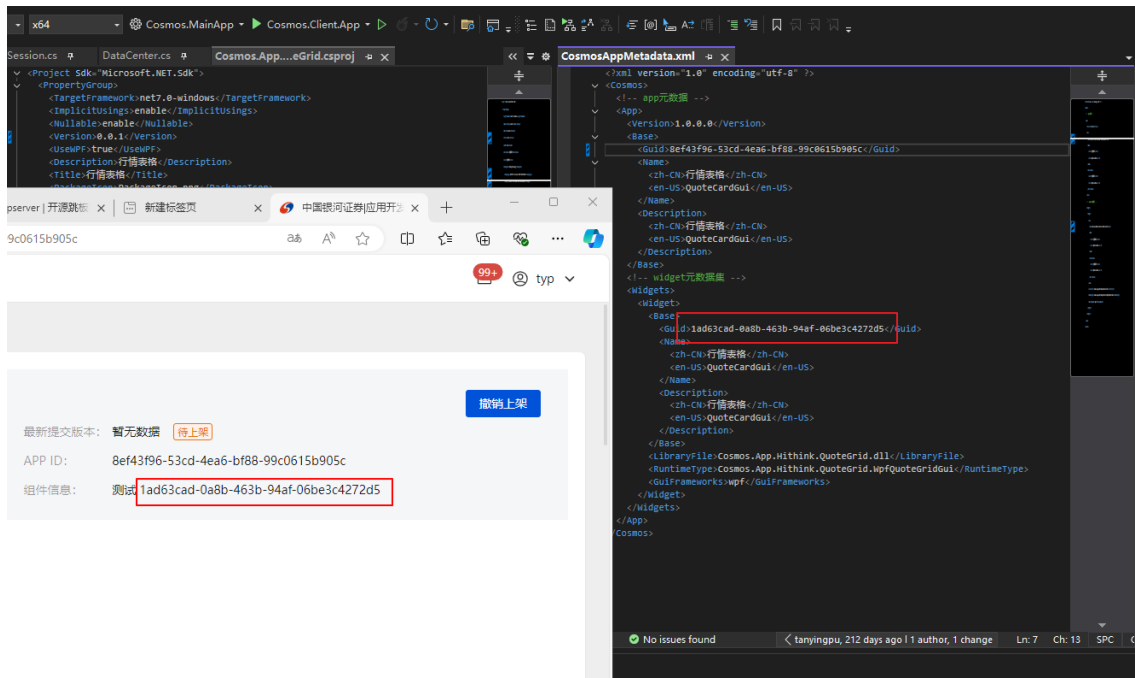 x64
Cosmos.MainApp
Cosmos.Client.App
Session.cs
DataCenter.cs
Cosmos.App....eGrid.csproj
<Project Sdk="Microsoft.NET.Sdk">
<PropertyGroup>
<TargetFramework>net7.0-windows</TargetFramework>
<ImplicitUsings>enable</ImplicitUsings>
<Nullable>enable</Nullable>
<Version>0.0.1</Version>
<UseWPF>true</UseWPF>
<Description>行情表格</Description>
<Title>行情表格</Title>
<PackageIcon>PackageIcon.png</PackageIcon>
CosmosAppMetadata.xml
<?xml version="1.0" encoding="utf-8" ?>
<Cosmos>
<!-- app元数据 -->
<App>
<Version>1.0.0.0</Version>
<Base>
<Guid>8ef43f96-53cd-4ea6-bf88-99c0615b905c</Guid>
<Name>
<zh-CN>行情表格</zh-CN>
<en-US>QuoteCardGui</en-US>
</Name>
<Description>
<zh-CN>行情表格</zh-CN>
<en-US>QuoteCardGui</en-US>
</Description>
</Base>
<!-- widget元数据集 -->
<Widgets>
<Widget>
<Base>
<Guid>1ad63cad-0a8b-463b-94af-06be3c4272d5</Guid>
<Name>
<zh-CN>行情表格</zh-CN>
<en-US>QuoteCardGui</en-US>
</Name>
<Description>
<zh-CN>行情表格</zh-CN>
<en-US>QuoteCardGui</en-US>
</Description>
</Base>
<LibraryFile>Cosmos.App.Hithink.QuoteGrid.dll</LibraryFile>
<RuntimeType>Cosmos.App.Hithink.QuoteGrid.WpfQuoteGridGui</RuntimeType>
<GuiFrameworks>wpf</GuiFrameworks>
</Widget>
</Widgets>
</App>
/Cosmos>
No issues found
tanyingpu, 212 days ago | 1 author, 1 change
Ln: 7
Ch: 13
SPC
pserver | 开源跳板
新建标签页
中国银河证券|应用开发
9c0615b905c
99+
typ
撤销上架
最新提交版本: 暂无数据 待上架
APP ID: 8ef43f96-53cd-4ea6-bf88-99c0615b905c
组件信息: 测试 1ad63cad-0a8b-463b-94af-06be3c4272d5